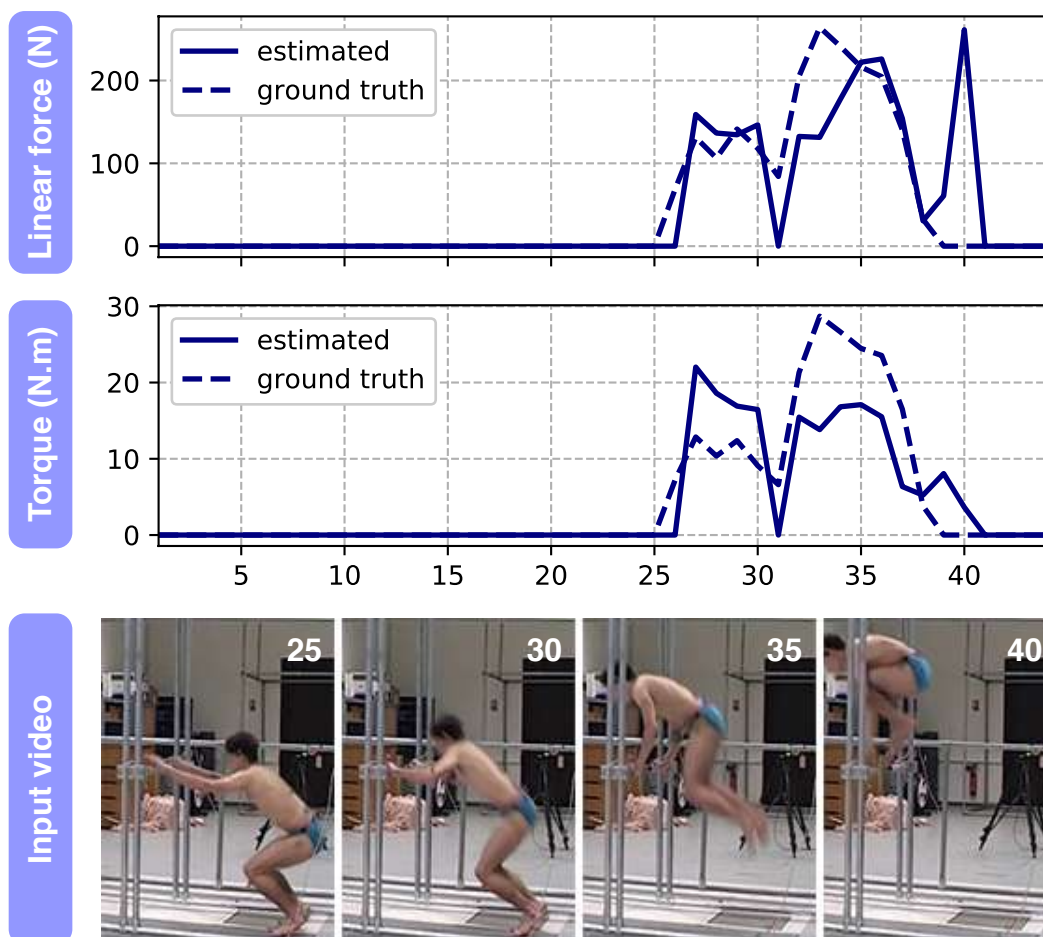 Linear force (N)
200
100
0
estimated
ground truth
Torque (N.m)
30
20
10
0
estimated
ground truth
5 10 15 20 25 30 35 40
Input video
25 30 35 40